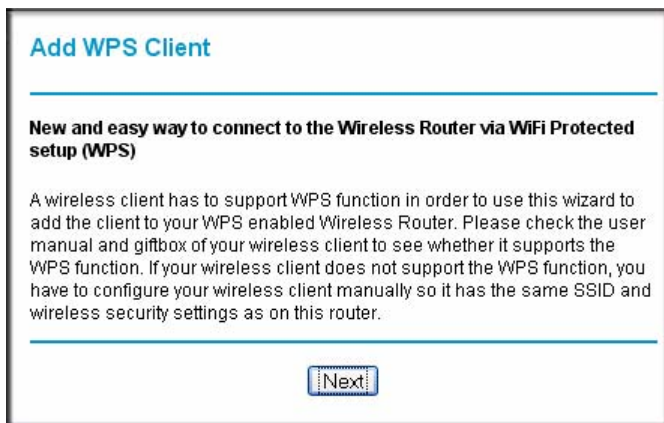 Add WPS Client
New and easy way to connect to the Wireless Router via WiFi Protected
setup (WPS)
A wireless client has to support WPS function in order to use this wizard to
add the client to your WPS enabled Wireless Router. Please check the user
manual and giftbox of your wireless client to see whether it supports the
WPS function. If your wireless client does not support the WPS function, you
have to configure your wireless client manually so it has the same SSID and
wireless security settings as on this router.
Next